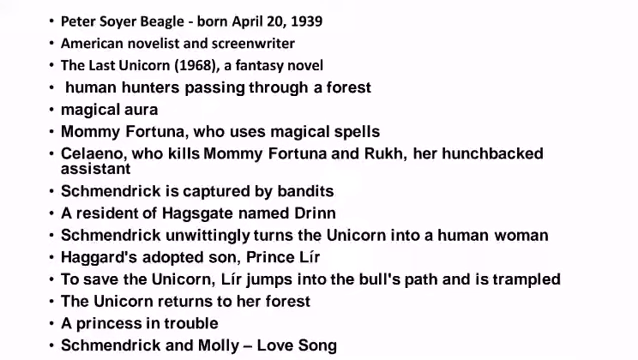 • Peter Soyer Beagle - born April 20, 1939
• American novelist and screenwriter
• The Last Unicorn (1968), a fantasy novel
• human hunters passing through a forest
• magical aura
• Mommy Fortuna, who uses magical spells
• Celaeno, who kills Mommy Fortuna and Rukh, her hunchbacked
assistant
• Schmendrick is captured by bandits
• A resident of Hagsgate named Drinn
• Schmendrick unwittingly turns the Unicorn into a human woman
• Haggard's adopted son, Prince Lír
• To save the Unicorn, Lír jumps into the bull's path and is trampled
• The Unicorn returns to her forest
• A princess in trouble
• Schmendrick and Molly – Love Song